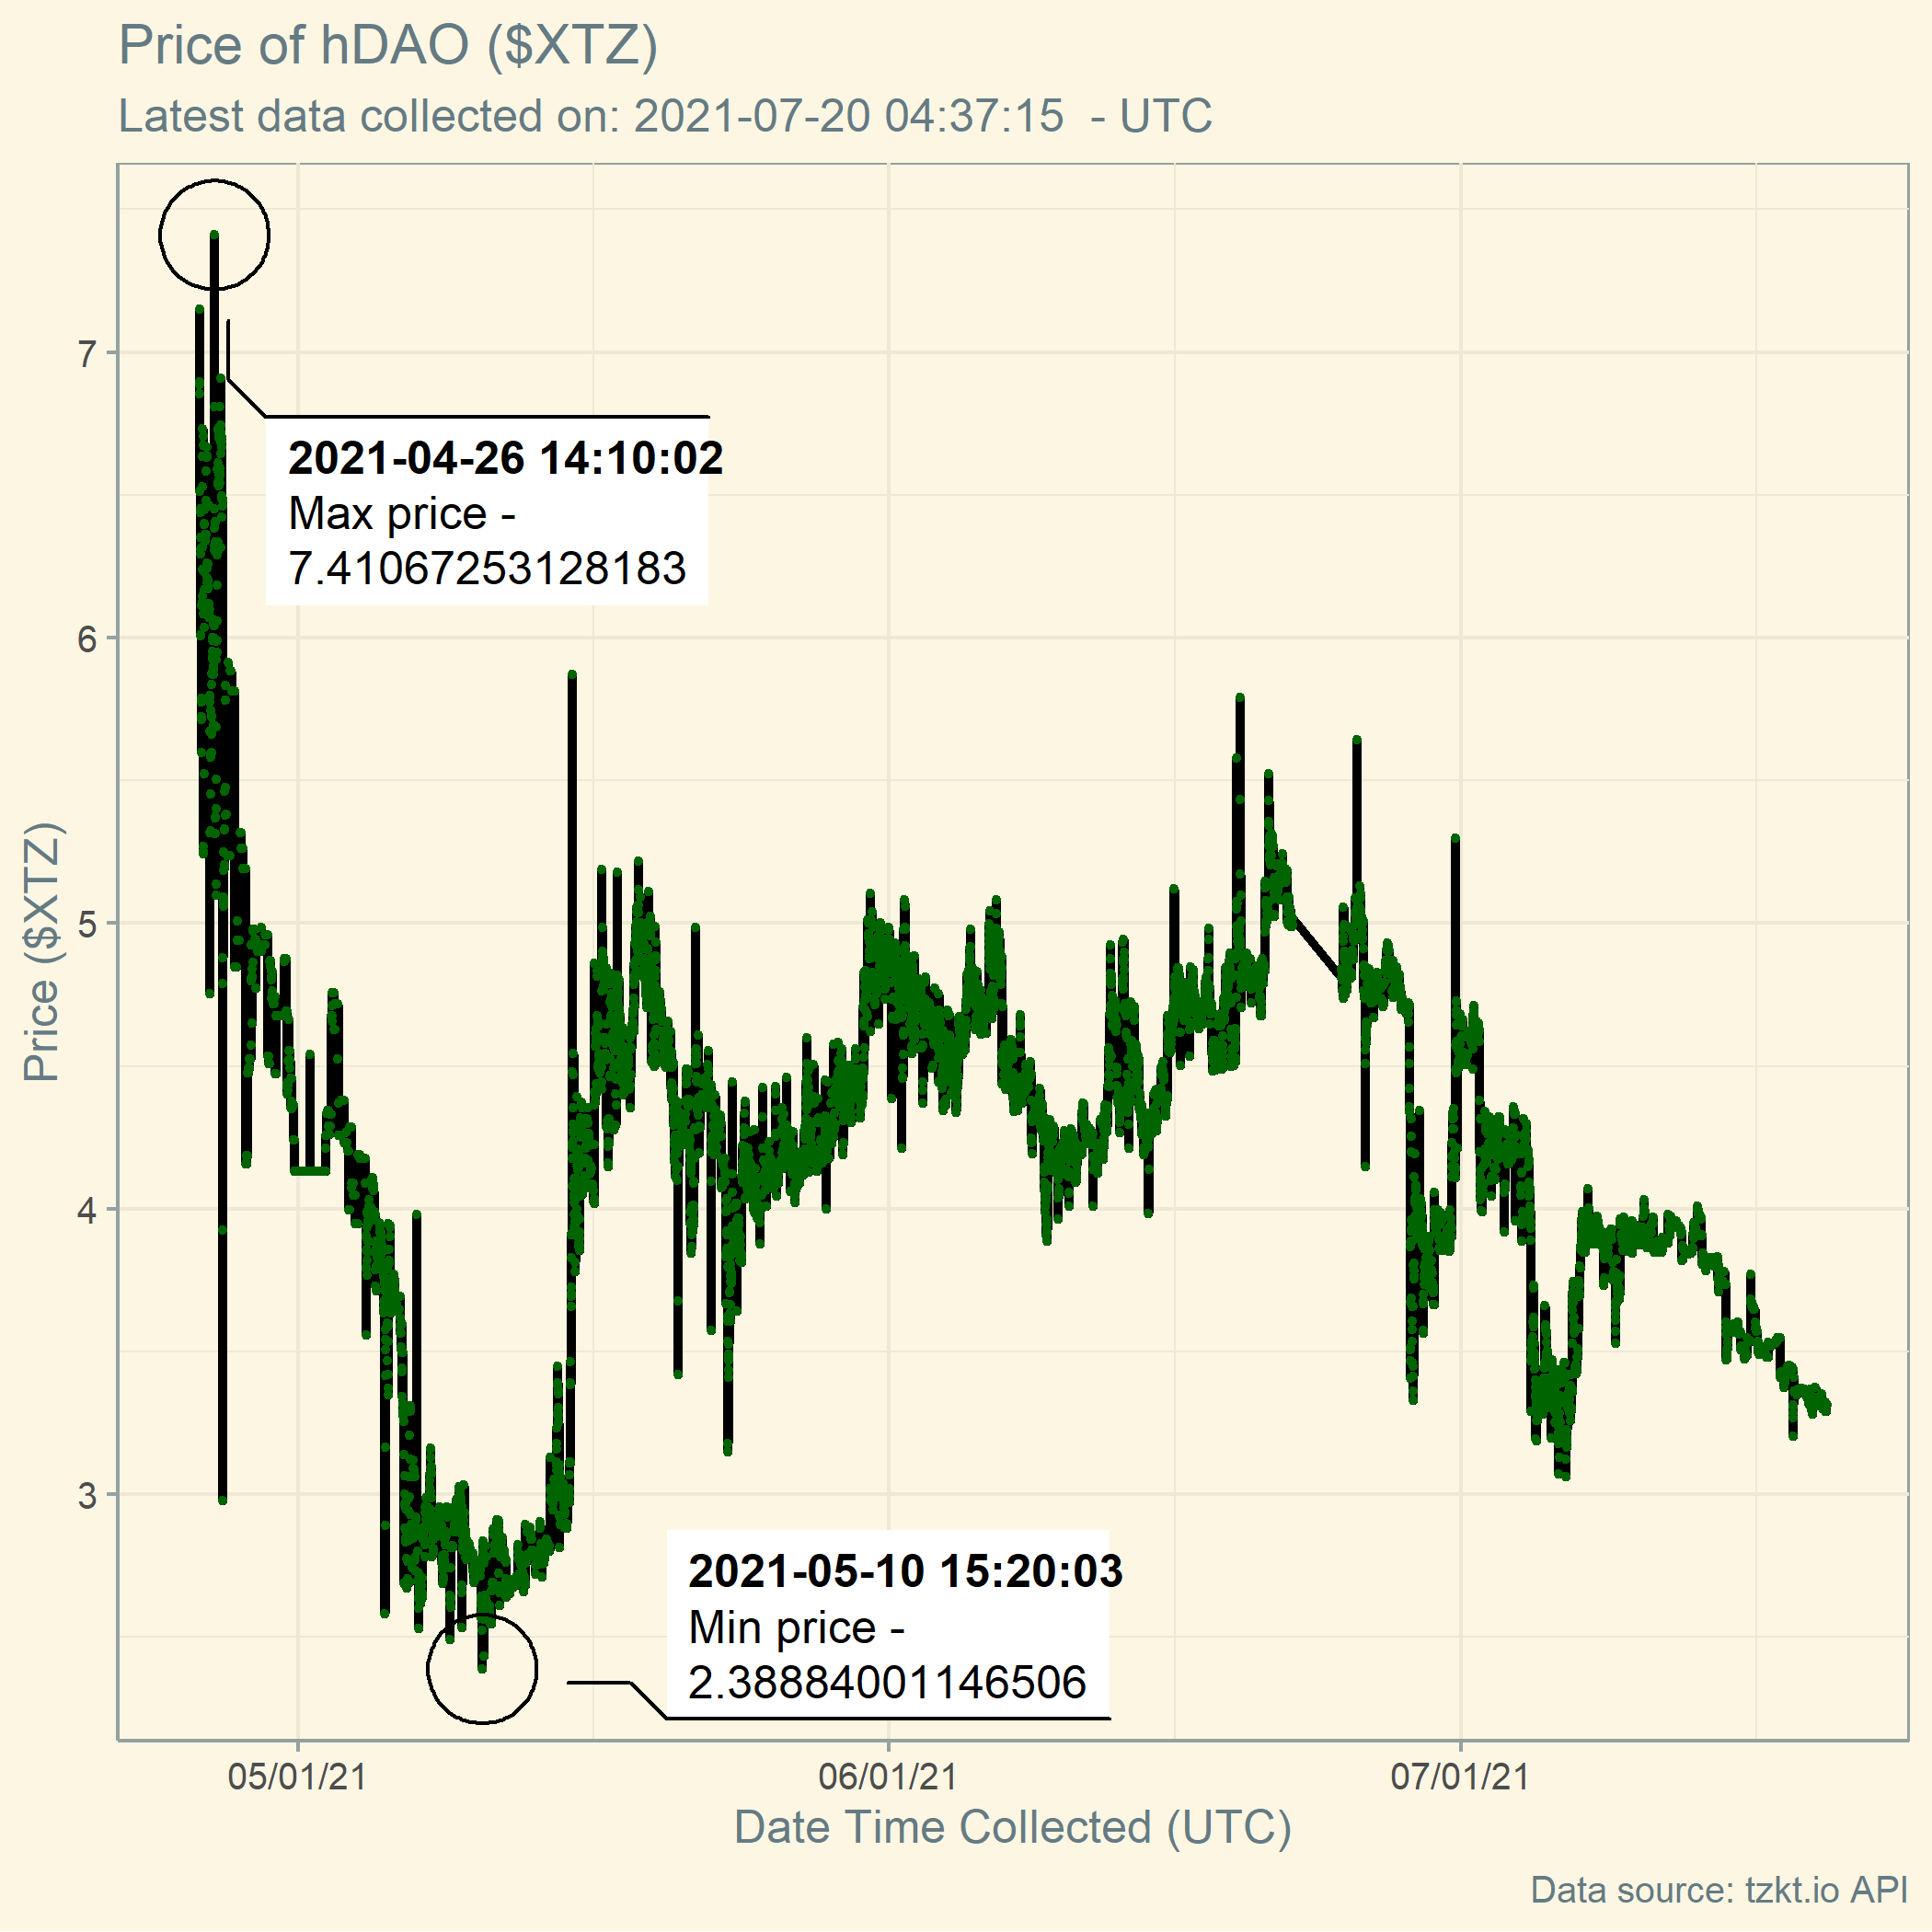 Price of hDAO ($XTZ)
Latest data collected on: 2021-07-20 04:37:15  - UTC
7
6
5
4
3
Price ($XTZ)
2021-04-26 14:10:02
Max price -
7.41067253128183
2021-05-10 15:20:03
Min price -
2.38884001146506
05/01/21
06/01/21
07/01/21
Date Time Collected (UTC)
Data source: tzkt.io API